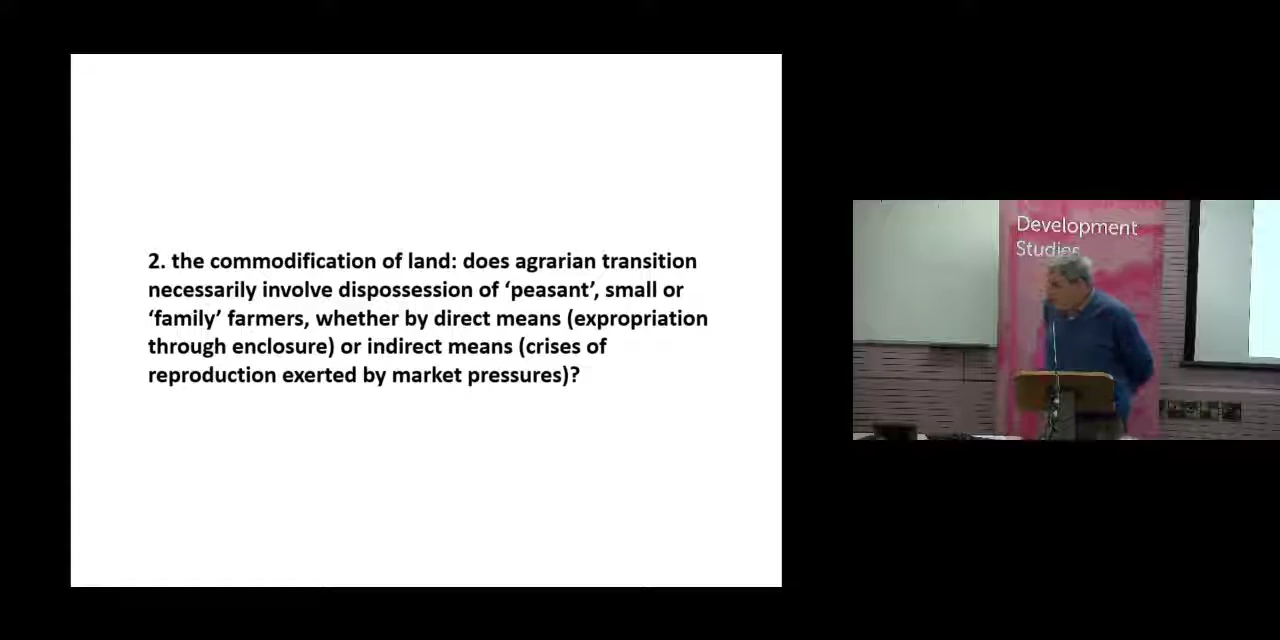 2. the commodification of land: does agrarian transition
necessarily involve dispossession of ‘peasant’, small or
‘family’ farmers, whether by direct means (expropriation
through enclosure) or indirect means (crises of
reproduction exerted by market pressures)?
Development
Studies